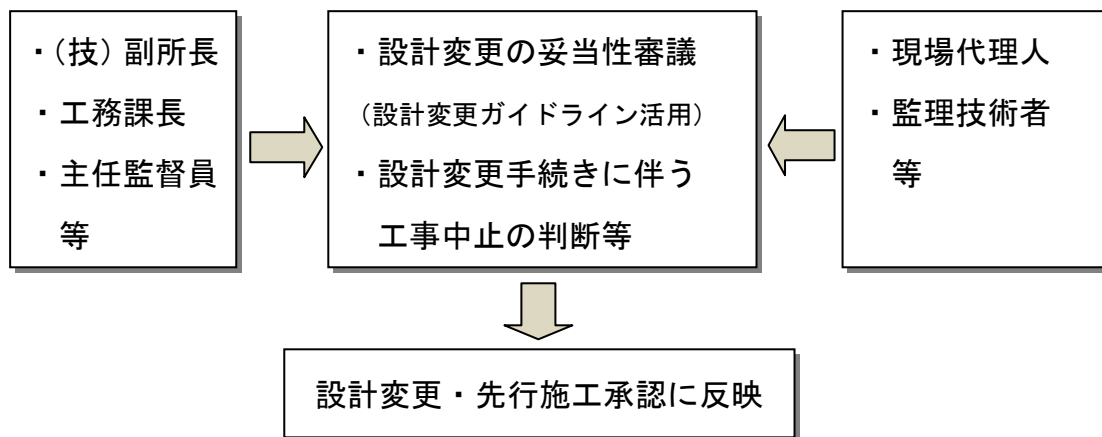 ・(技)副所長
・工務課長
・主任監督員
等
・設計変更の妥当性審議
(設計変更ガイドライン活用)
・設計変更手続きに伴う
工事中止の判断等
・現場代理人
・監理技術者
等
設計変更・先行施工承認に反映